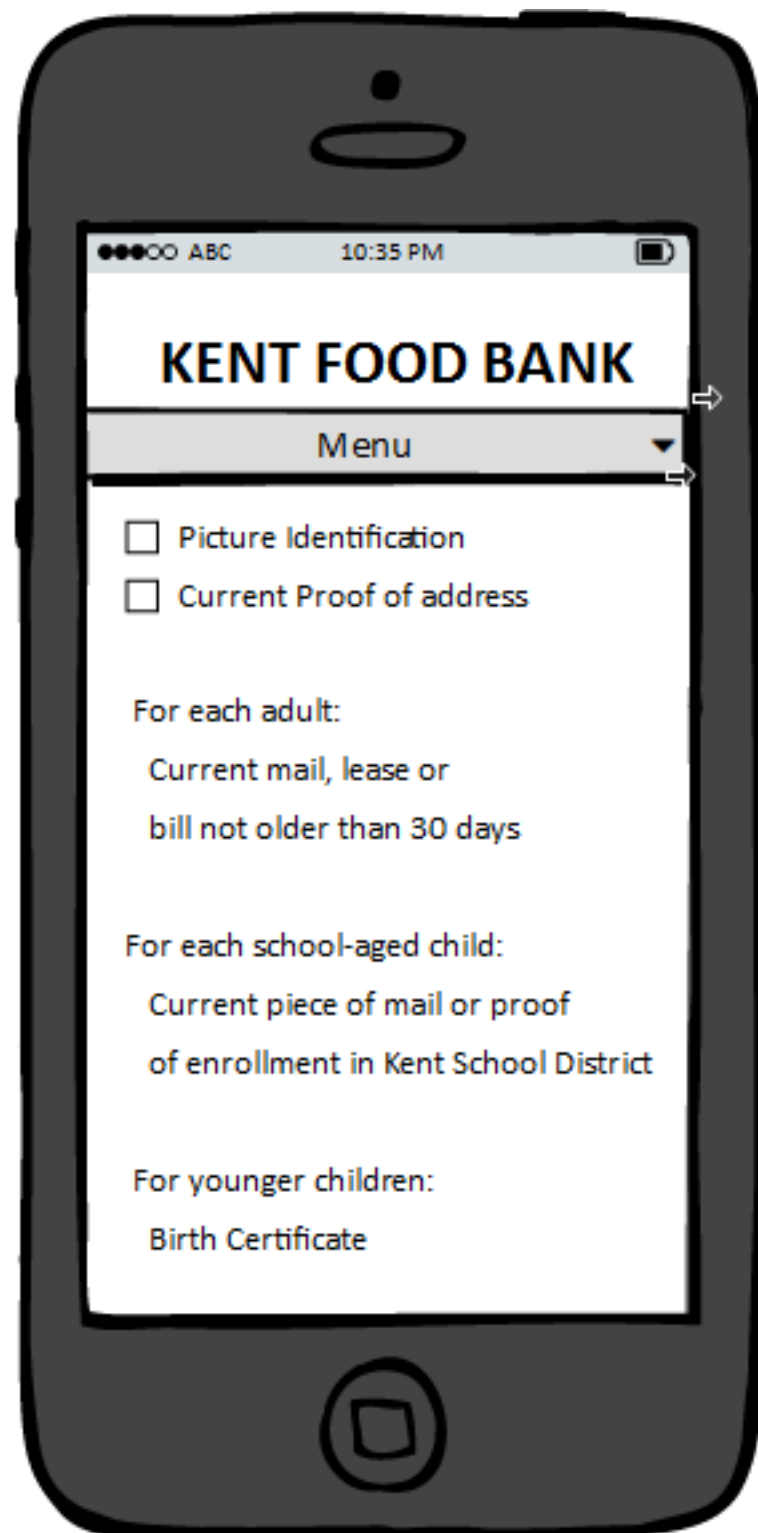 ABC 10:35 PM
KENT FOOD BANK
Menu
Picture Identification
Current Proof of address
For each adult:
Current mail, lease or
bill not older than 30 days
For each school-aged child:
Current piece of mail or proof
of enrollment in Kent School District
For younger children:
Birth Certificate